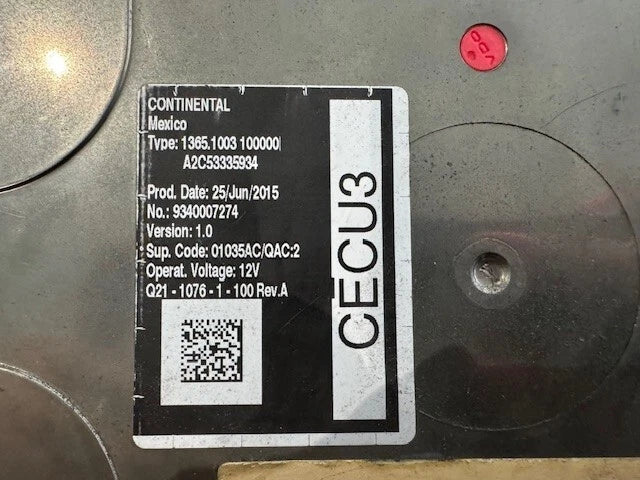 CONTINENTAL
Mexico
Type: 1365.1003 100000
A2C53335934
Prod. Date: 25/Jun/2015
No.: 9340007274
Version: 1.0
Sup. Code: 01035AC/QAC:2
Operat. Voltage: 12V
Q21 - 1076 - 1 - 100 Rev.A
CECU3